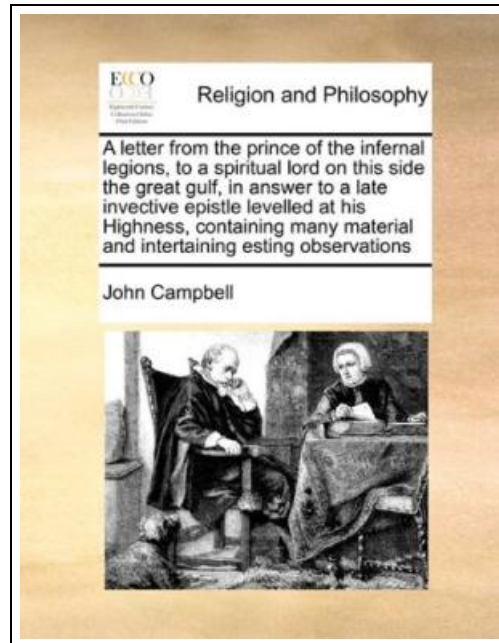 ECCO
Religion and Philosophy
A letter from the prince of the infernal
legions, to a spiritual lord on this side
the great gulf, in answer to a late
invective epistle levelled at his
Highness, containing many material
and intertaining esting observations
John Campbell